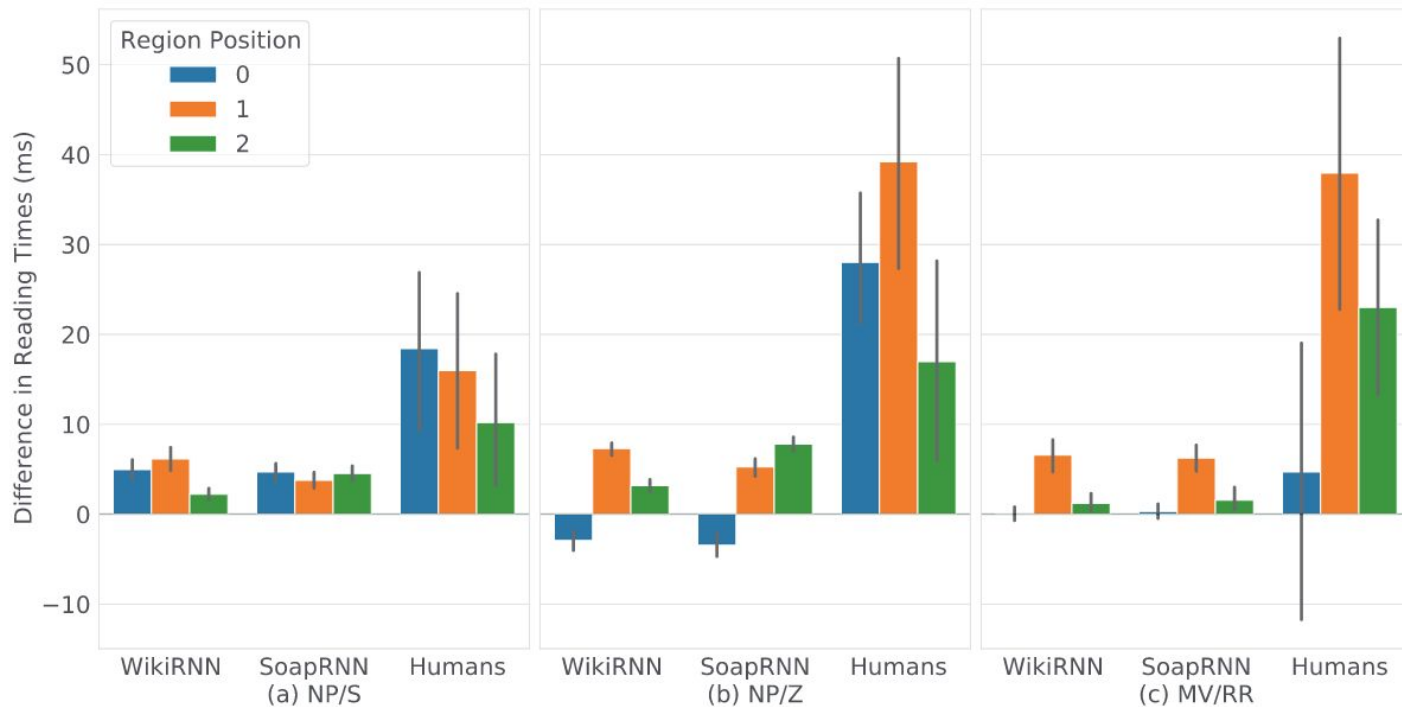 Region Position
0
1
2
Difference in Reading Times (ms)
50
40
30
20
10
0
−10
WikiRNN SoapRNN Humans
(a) NP/S
WikiRNN SoapRNN Humans
(b) NP/Z
WikiRNN SoapRNN Humans
(c) MV/RR